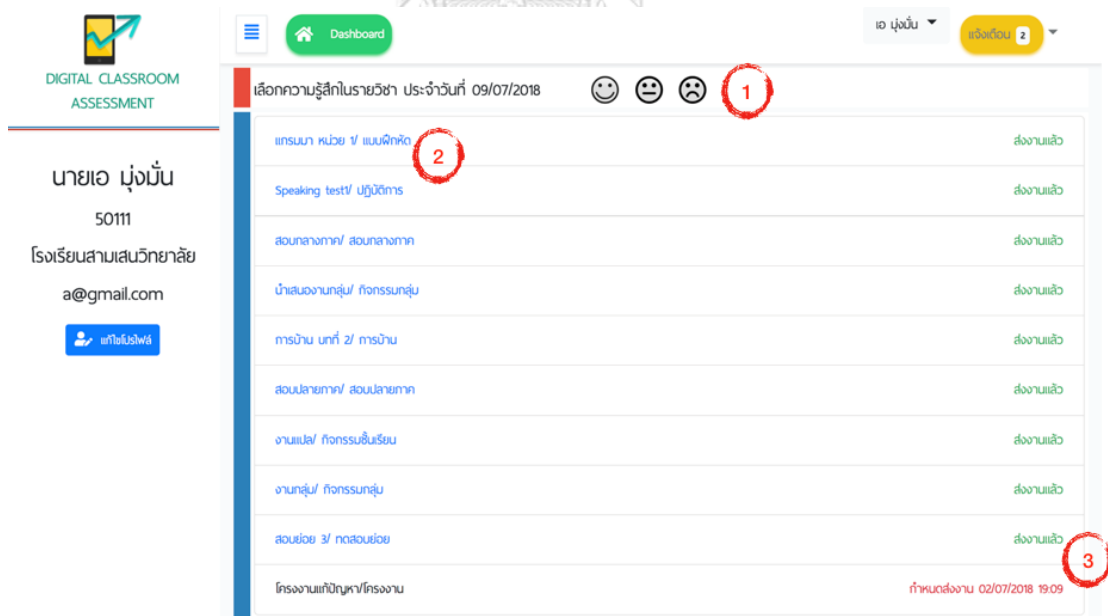 DIGITAL CLASSROOM
ASSESSMENT
Dashboard
เอ มุ่งมั่น
แจ้งเตือน 2
เลือกความรู้สึกในรายวิชา ประจำวันที่ 09/07/2018
1
นายเอ มุ่งมั่น
50111
โรงเรียนสามเสนวิทยาลัย
a@gmail.com
แก้ไขโปรไฟล์
แกรมมา หน่วย 1/ แบบฝึกหัด
ส่งงานแล้ว
2
Speaking test1/ ปฏิบัติการ
ส่งงานแล้ว
สอบกลางภาค/ สอบกลางภาค
ส่งงานแล้ว
นำเสนองานกลุ่ม/ กิจกรรมกลุ่ม
ส่งงานแล้ว
การบ้าน บทที่ 2/ การบ้าน
ส่งงานแล้ว
สอบปลายภาค/ สอบปลายภาค
ส่งงานแล้ว
งานแปล/ กิจกรรมชั้นเรียน
ส่งงานแล้ว
งานกลุ่ม/ กิจกรรมกลุ่ม
ส่งงานแล้ว
สอบย่อย 3/ ทดสอบย่อย
ส่งงานแล้ว
3
โครงงานแก้ปัญหา/โครงงาน
กำหนดส่งงาน 02/07/2018 19:09